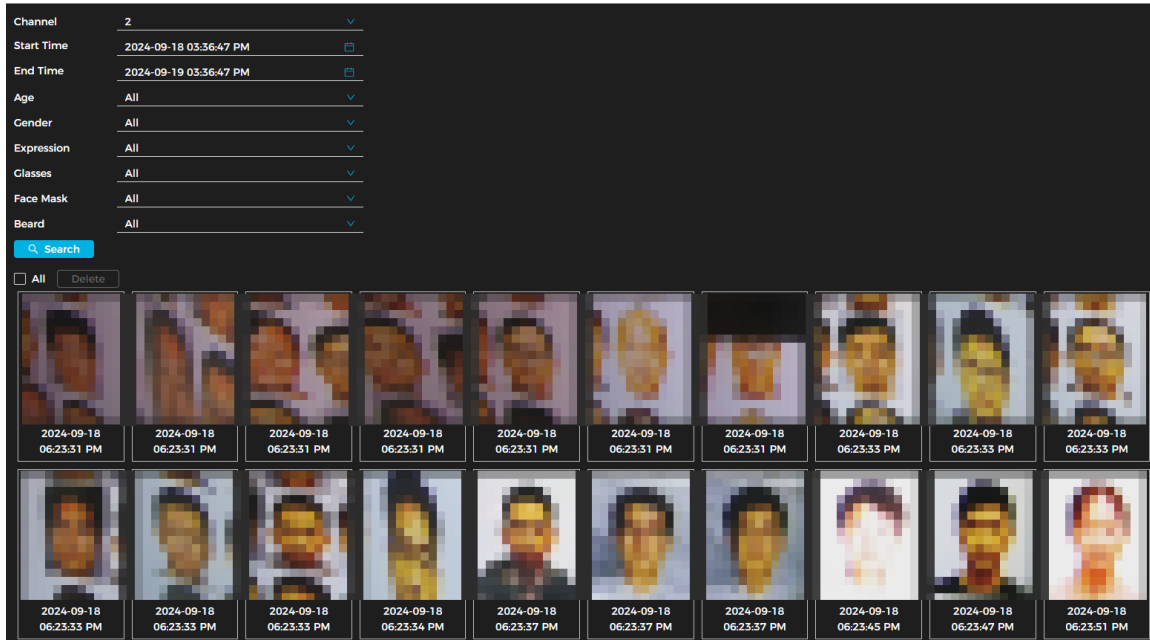 Channel 2
Start Time 2024-09-18 03:36:47 PM
End Time 2024-09-19 03:36:47 PM
Age All
Gender All
Expression All
Glasses All
Face Mask All
Beard All
Search
All Delete
2024-09-18 2024-09-18 2024-09-18 2024-09-18 2024-09-18 2024-09-18 2024-09-18 2024-09-18 2024-09-18 2024-09-18
06:23:31 PM 06:23:31 PM 06:23:31 PM 06:23:31 PM 06:23:31 PM 06:23:31 PM 06:23:31 PM 06:23:33 PM 06:23:33 PM 06:23:33 PM
2024-09-18 2024-09-18 2024-09-18 2024-09-18 2024-09-18 2024-09-18 2024-09-18 2024-09-18 2024-09-18 2024-09-18
06:23:33 PM 06:23:33 PM 06:23:33 PM 06:23:34 PM 06:23:37 PM 06:23:37 PM 06:23:37 PM 06:23:45 PM 06:23:47 PM 06:23:51 PM